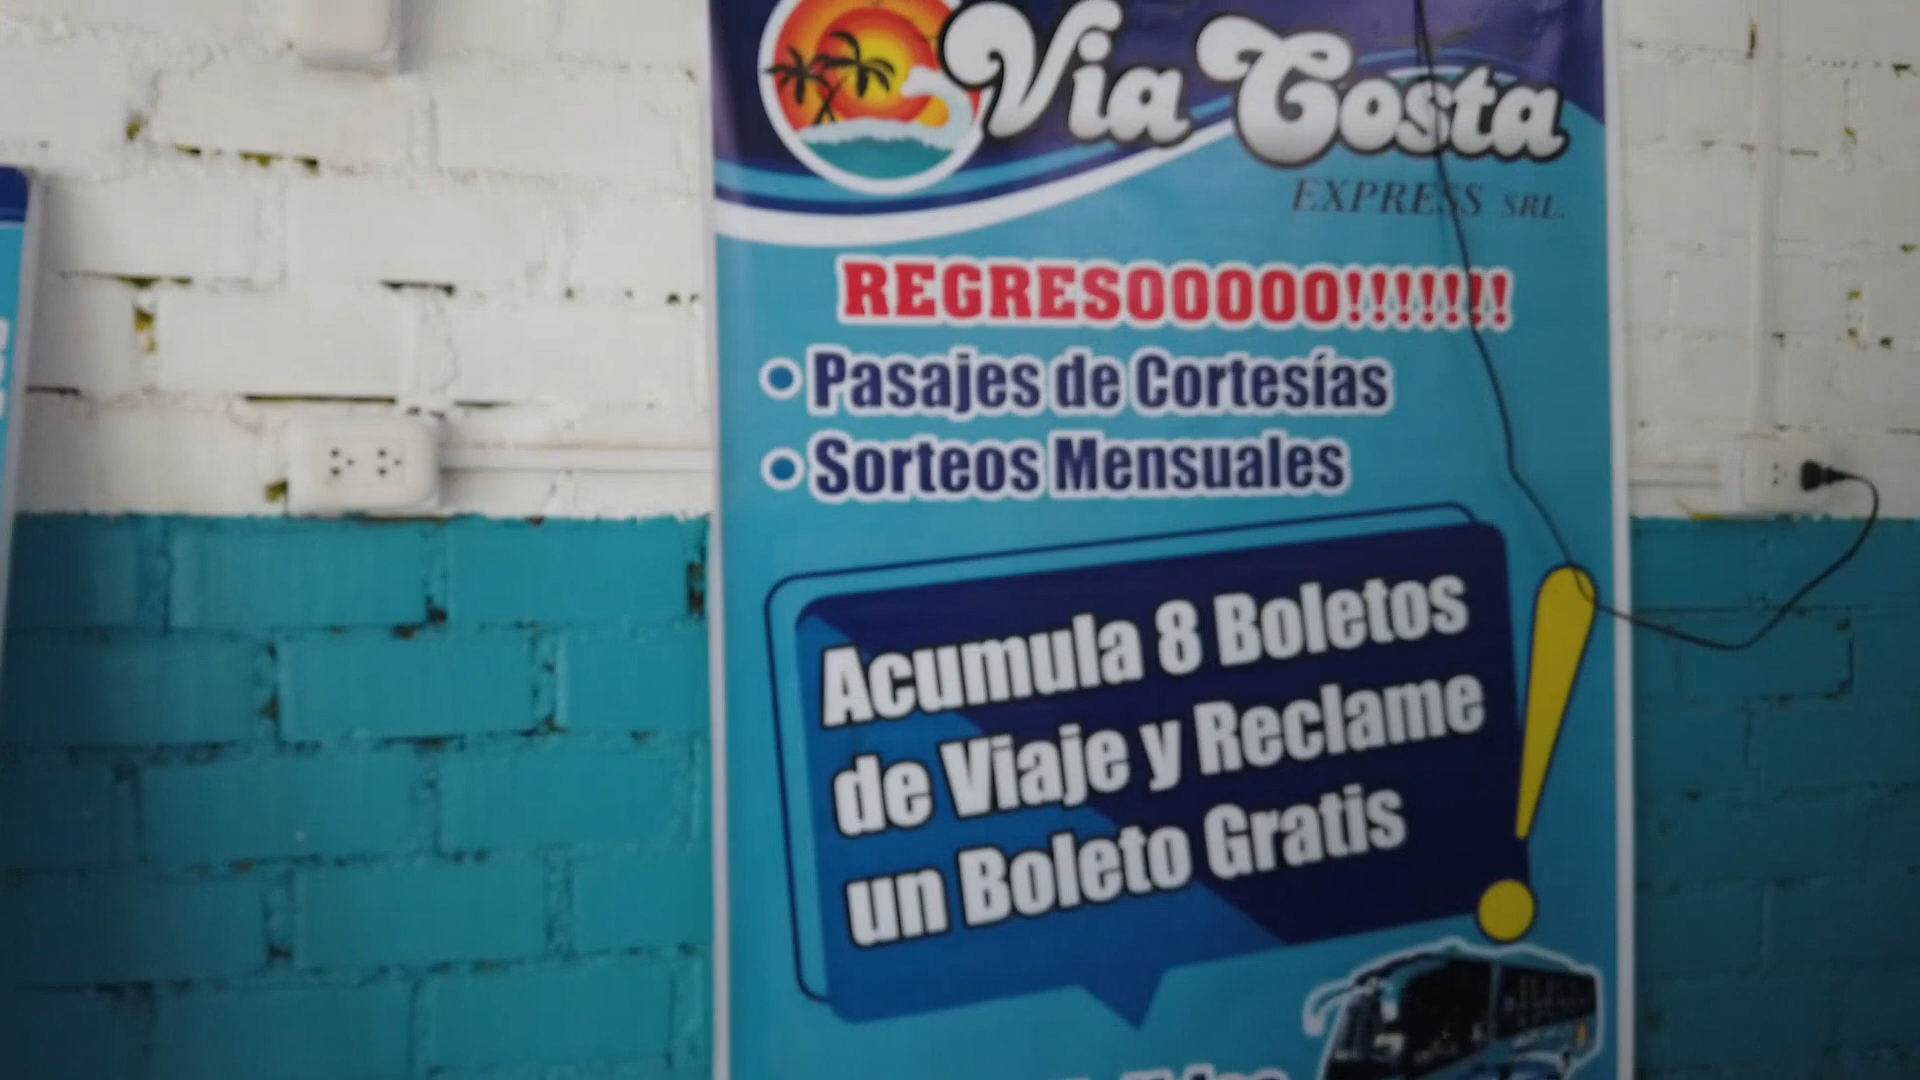 Via Costa
EXPRESS SRL.
REGRESOOOOO!!!!!!!
Pasajes de Cortesías
Sorteos Mensuales
Acumula 8 Boletos
de Viaje y Reclame
un Boleto Gratis